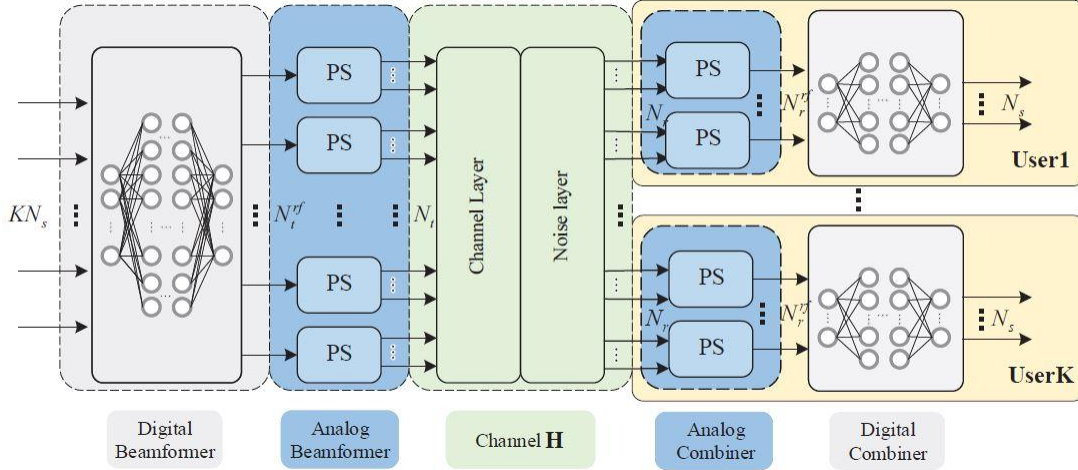 KN_s
N_t^{rf}
PS
PS
PS
PS
N_t
Channel Layer
Noise layer
N_r
PS
PS
N_r^{rf}
N_s
User1
N_r
PS
PS
N_r^{rf}
N_s
UserK
Digital
Beamformer
Analog
Beamformer
Channel H
Analog
Combiner
Digital
Combiner